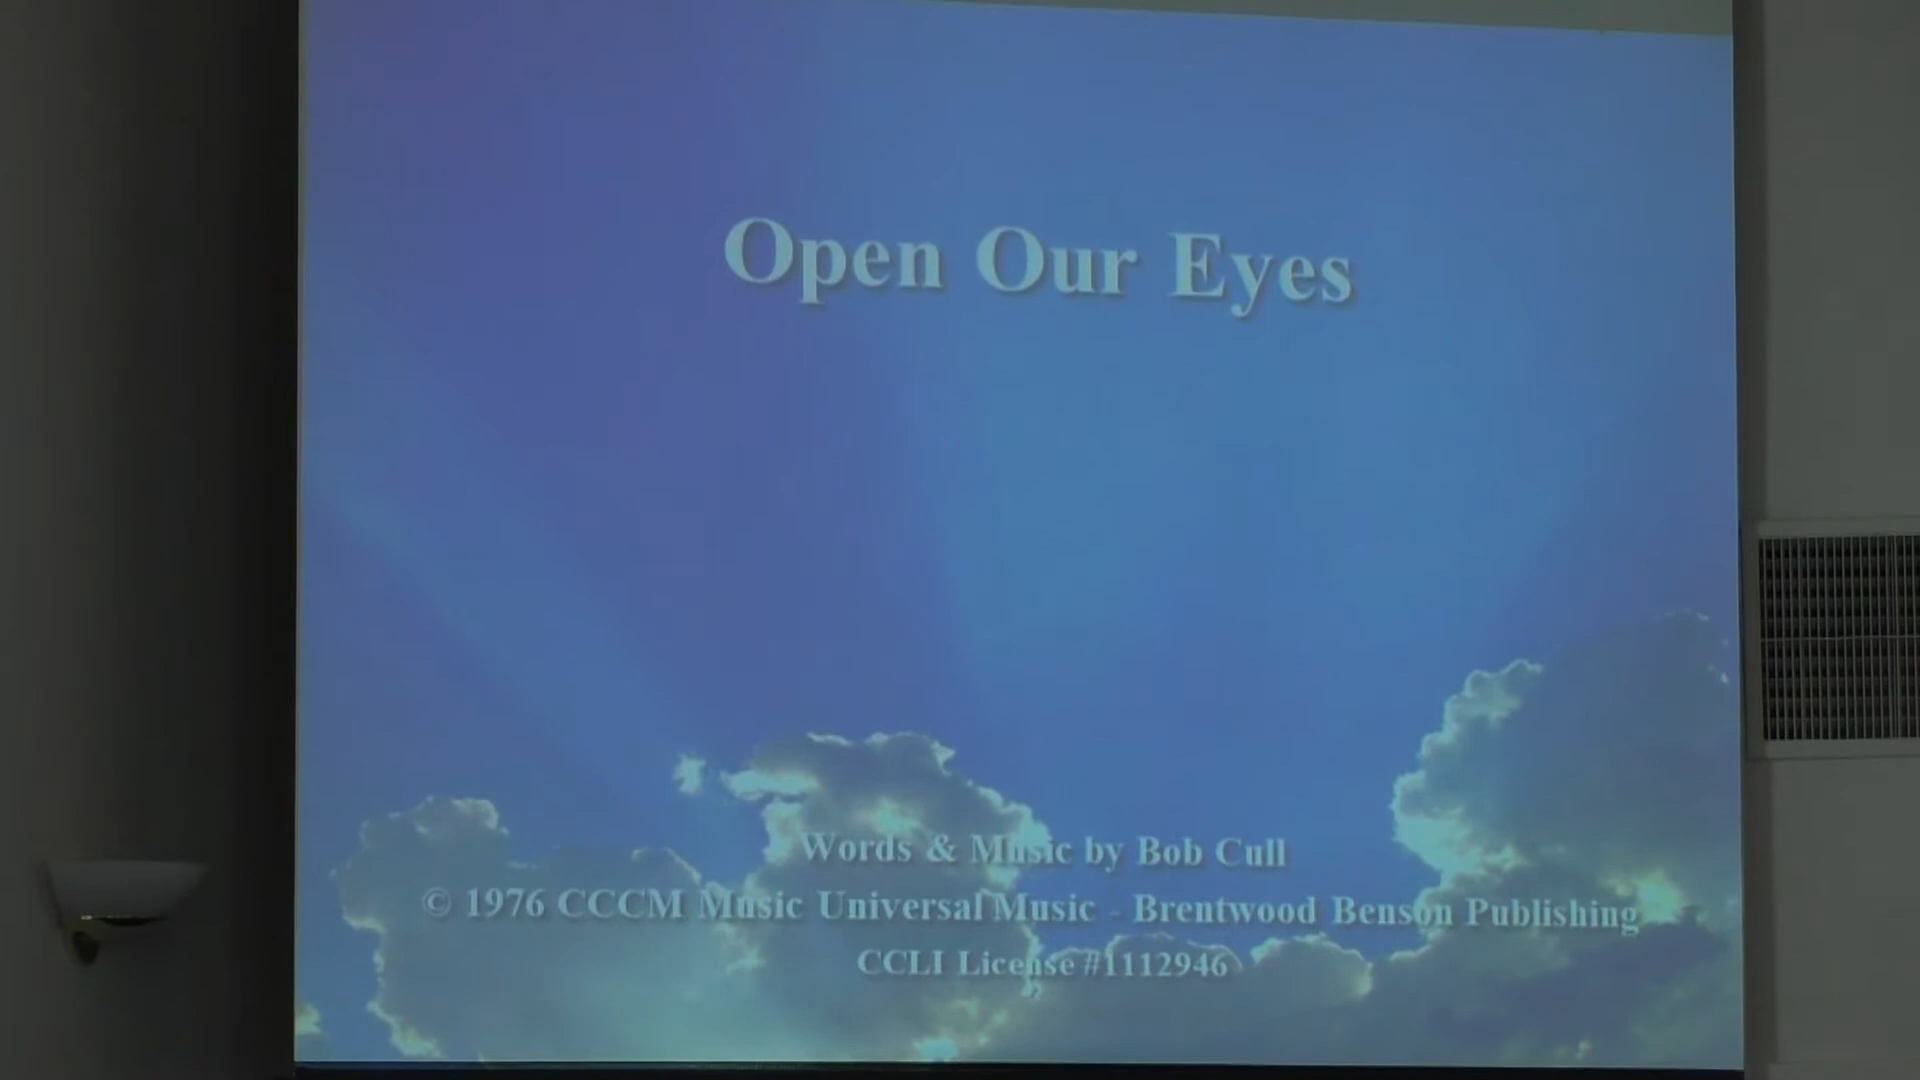 Open Our Eyes
Words & Music by Bob Cull
© 1976 CCCM Music Universal Music - Brentwood Benson Publishing
CCLI License #1112946